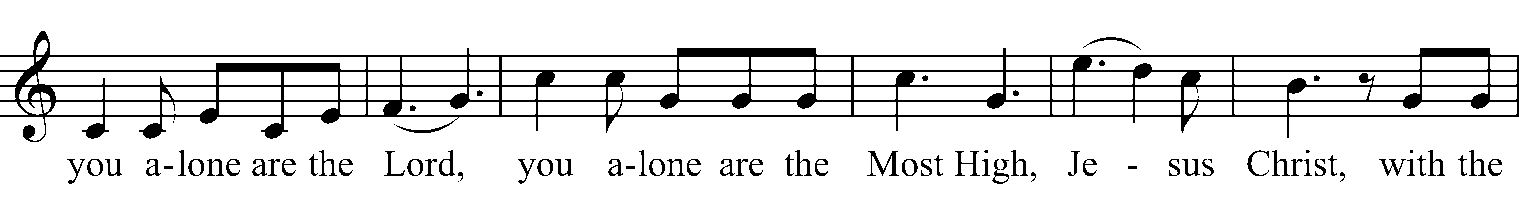 you a-lone are the Lord, you a-lone are the Most High, Je - sus Christ, with the